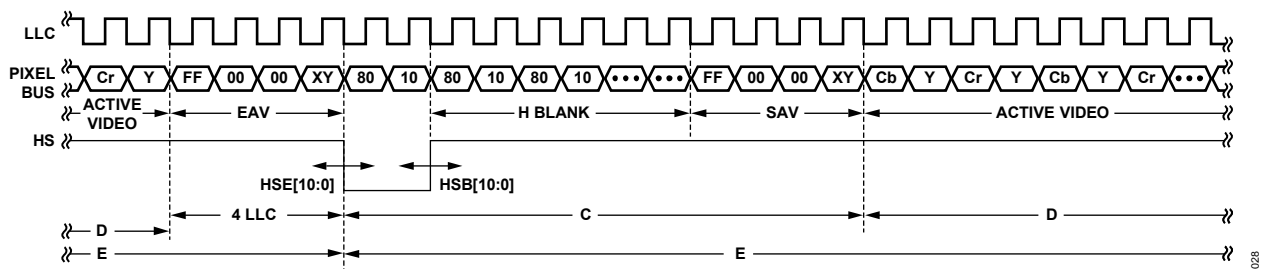 LLC
PIXEL BUS Cr Y FF 00 00 XY 80 10 80 10 80 10 ••• ••• FF 00 00 XY Cb Y Cr Y Cb Y Cr •••
ACTIVE VIDEO EAV H BLANK SAV ACTIVE VIDEO
HS
HSE[10:0] HSB[10:0]
4 LLC C D
D
E E
028